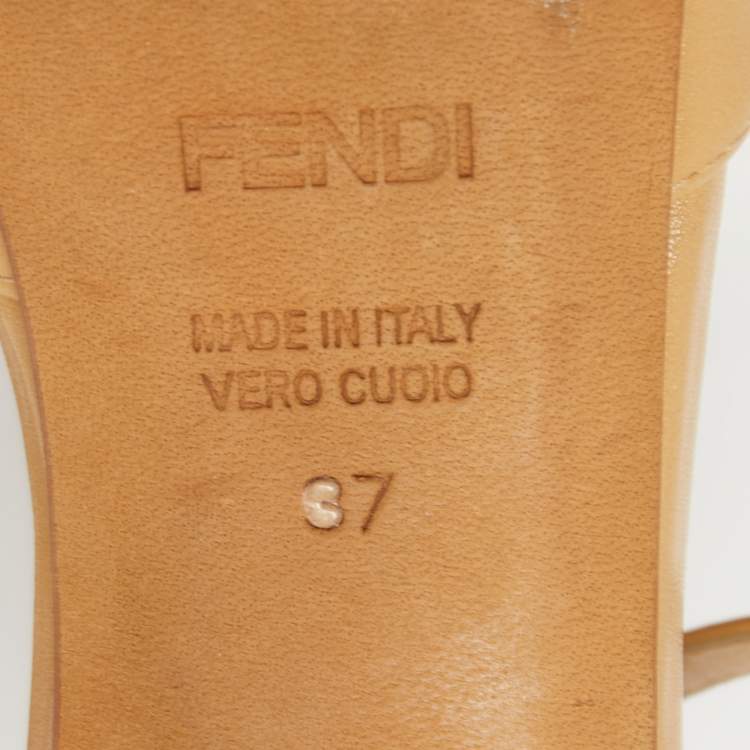 FENDI
MADE IN ITALY
VERO CUOIO
37